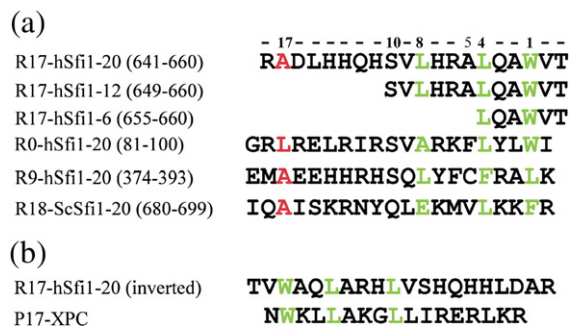 (a)
17 10 8 5 4 1
R17-hSfi1-20 (641-660) RADLHHQHSVLHRALQAWVT
R17-hSfi1-12 (649-660) SVLHRALQAWVT
R17-hSfi1-6 (655-660) LQAWVT
R0-hSfi1-20 (81-100) GRLRELRIRSVARKFLYLWI
R9-hSfi1-20 (374-393) EMAEEHHRHSQLYFCFRALK
R18-ScSfi1-20 (680-699) IQAISKRNYQLEKMVLKKFR
(b)
R17-hSfi1-20 (inverted) TVWAQLARHLVSHQHHLDAR
P17-XPC NWKLLAKGLLIRERLKR